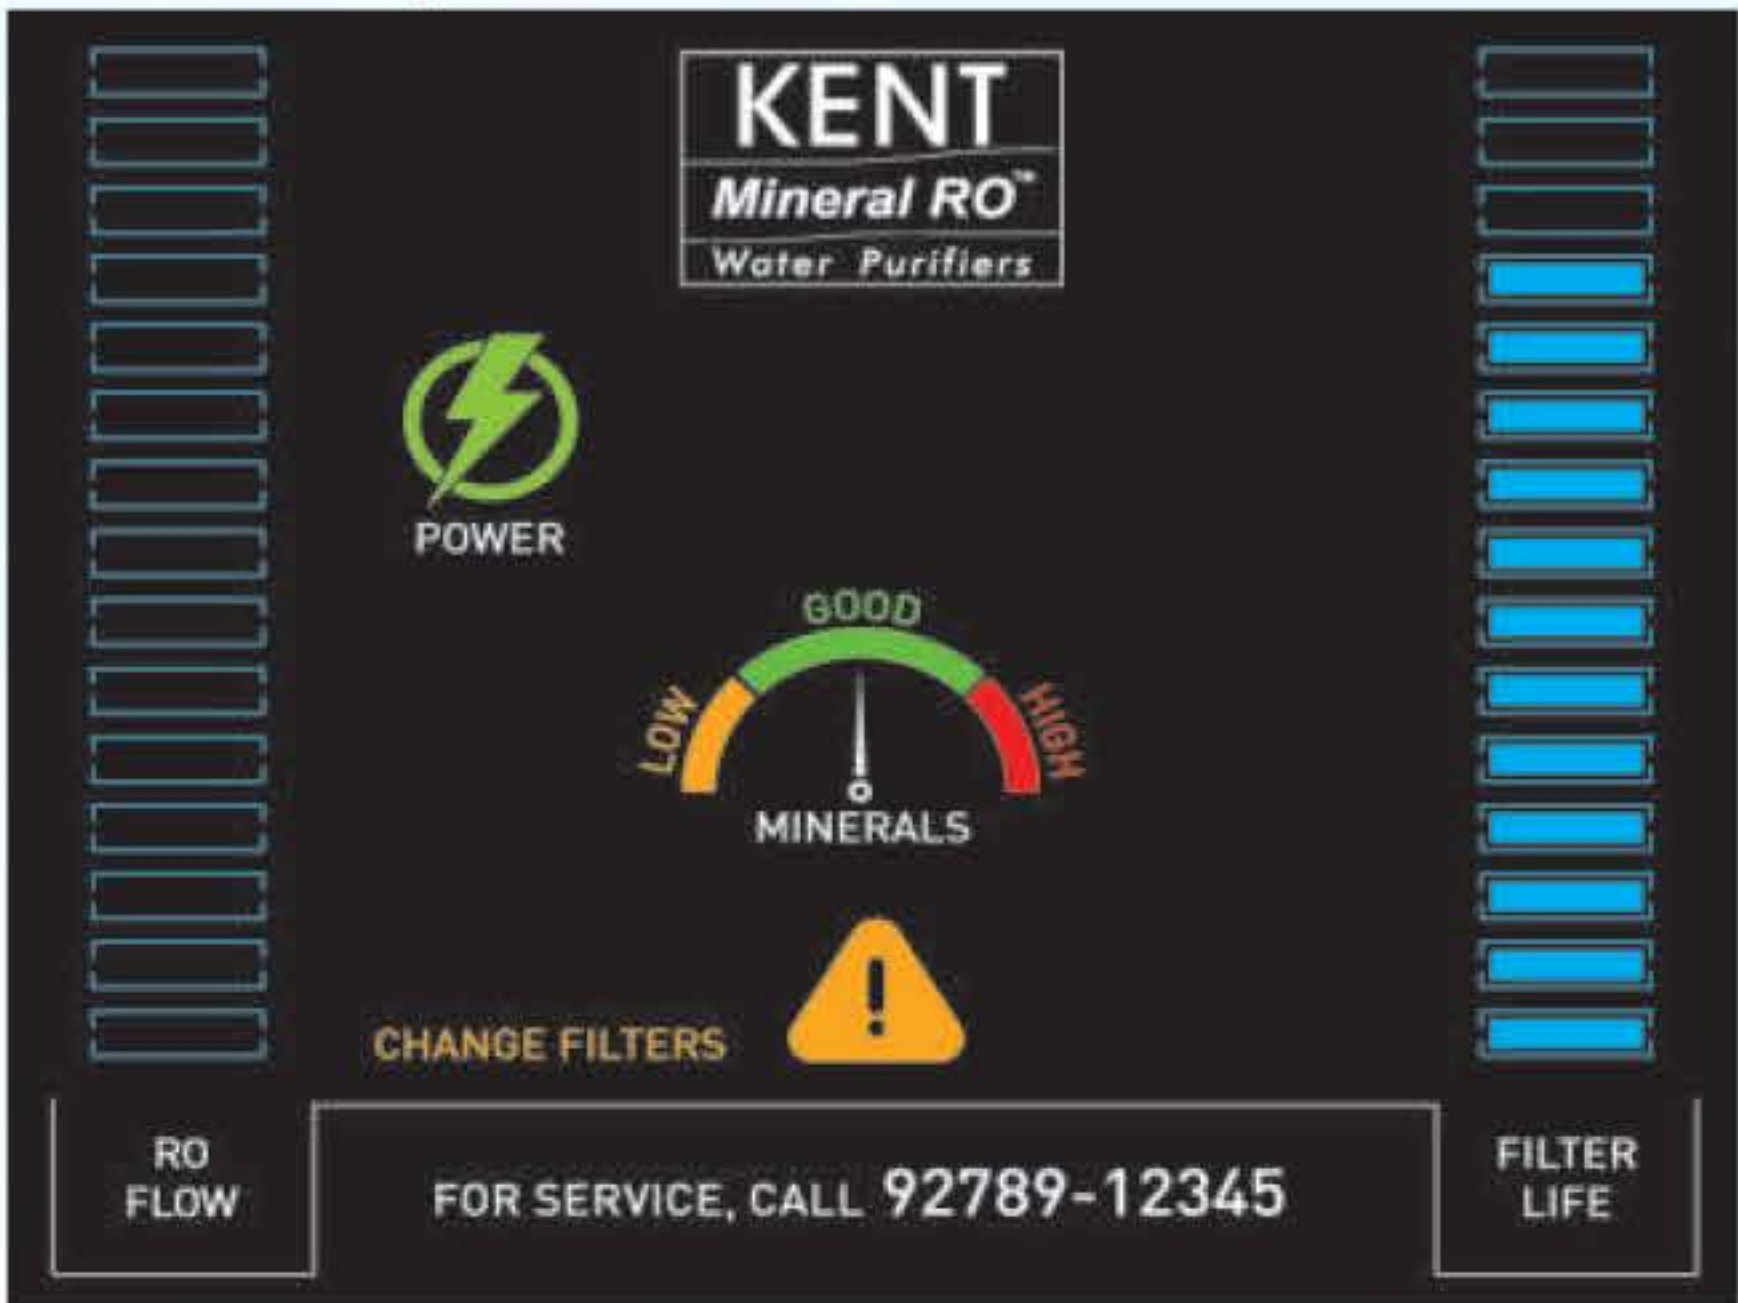 KENT
Mineral RO™
Water Purifiers
POWER
GOOD
LOW
HIGH
MINERALS
CHANGE FILTERS
RO
FLOW
FOR SERVICE, CALL 92789-12345
FILTER
LIFE